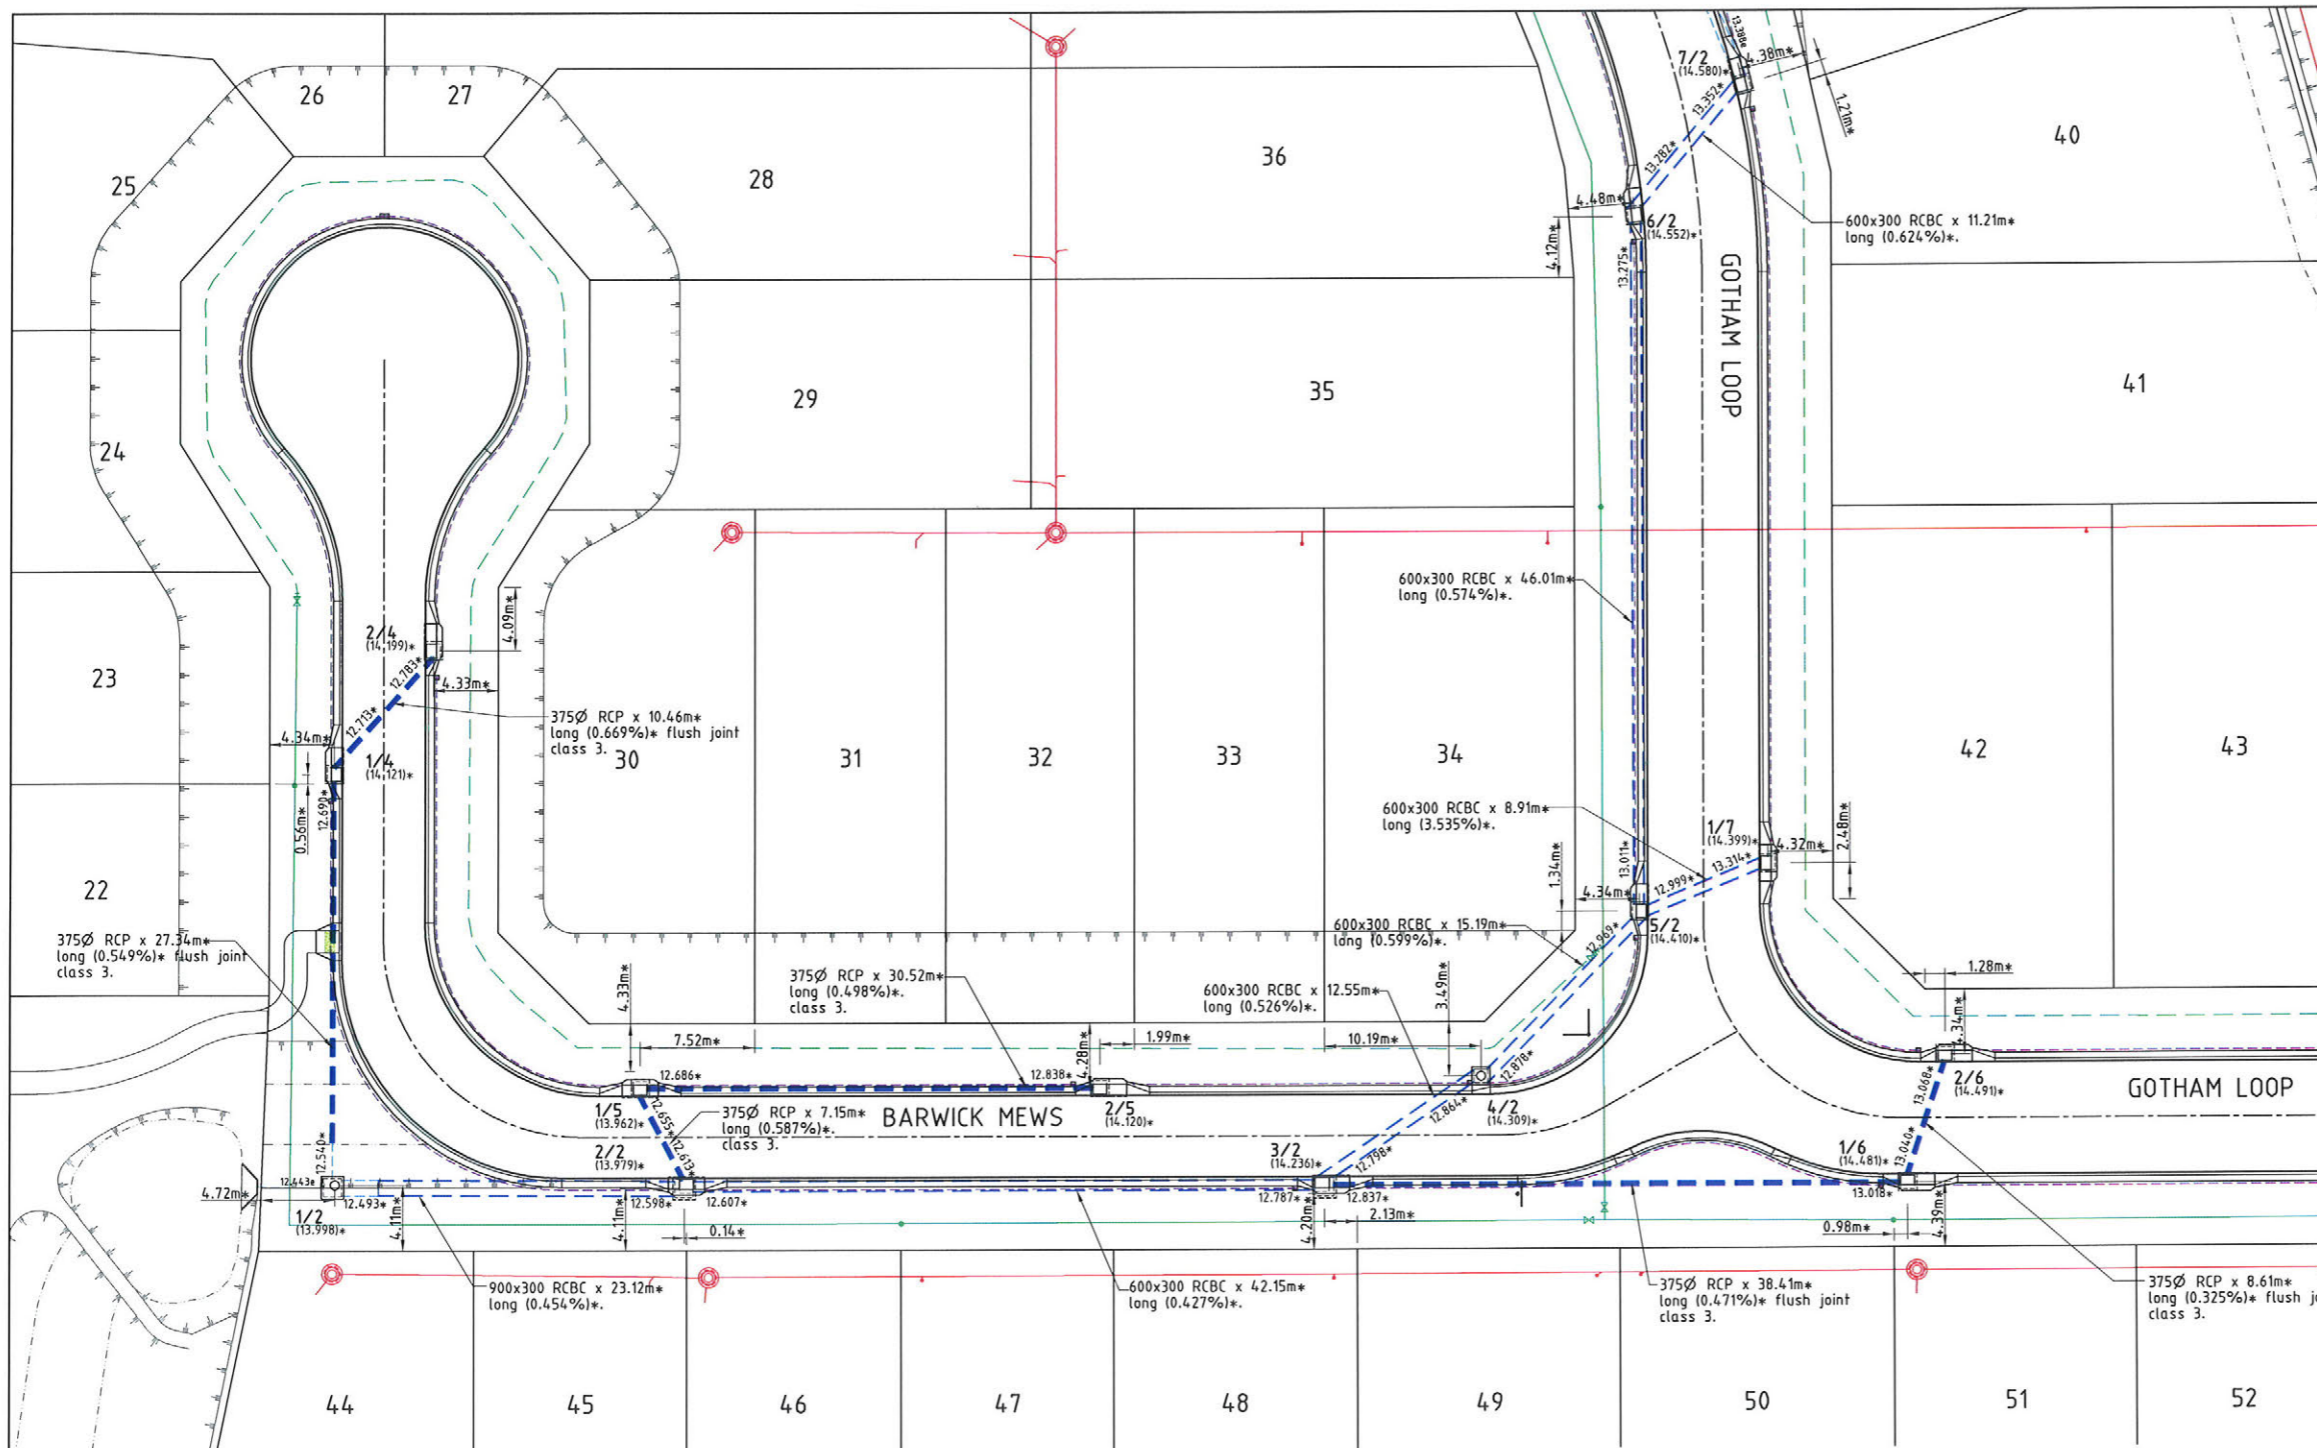 26
27
25
28
36
7/2
(14.580)*
13.388*
4.38m*
1.21m*
40
13.352*
13.282*
4.48m*
6/2
(14.552)*
4.12m*
13.275*
600x300 RCBC x 11.21m*
long (0.624%)*.
GOTHAM LOOP
29
35
41
24
600x300 RCBC x 46.01m*
long (0.574%)*.
2/4
(14.199)*
4.09m*
12.783*
4.33m*
12.713*
375Ø RCP x 10.46m*
long (0.669%)* flush joint
class 3.
23
4.34m*
1/4
(14.121)*
12.690*
0.56m*
30
31
32
33
34
42
43
600x300 RCBC x 8.91m*
long (3.535%)*.
1/7
(14.399)*
4.32m*
2.48m*
13.314*
12.999*
13.011*
1.34m*
4.34m*
22
5/2
(14.410)*
600x300 RCBC x 15.19m*
long (0.599%)*.
12.969*
375Ø RCP x 27.34m*
long (0.549%)* flush joint
class 3.
375Ø RCP x 30.52m*
long (0.498%)*.
class 3.
600x300 RCBC x 12.55m*
long (0.526%)*.
3.49m*
1.28m*
4.34m*
4.33m*
7.52m*
4.28m*
1.99m*
10.19m*
12.878*
12.686*
12.838*
1/5
(13.962)*
12.655*
12.613*
375Ø RCP x 7.15m*
long (0.587%)*.
class 3.
BARWICK MEWS
2/5
(14.120)*
12.864*
4/2
(14.309)*
13.068*
2/6
(14.491)*
GOTHAM LOOP
2/2
(13.979)*
3/2
(14.236)*
12.798*
1/6
(14.481)*
13.040*
12.540*
12.443*
4.72m*
12.493*
1/2
(13.998)*
4.11m*
12.598*
12.607*
4.11m*
0.14*
12.787*
12.837*
4.20m*
2.13m*
13.018*
0.98m*
4.39m*
900x300 RCBC x 23.12m*
long (0.454%)*.
600x300 RCBC x 42.15m*
long (0.427%)*.
375Ø RCP x 38.41m*
long (0.471%)* flush joint
class 3.
375Ø RCP x 8.61m*
long (0.325%)* flush jo
class 3.
44
45
46
47
48
49
50
51
52